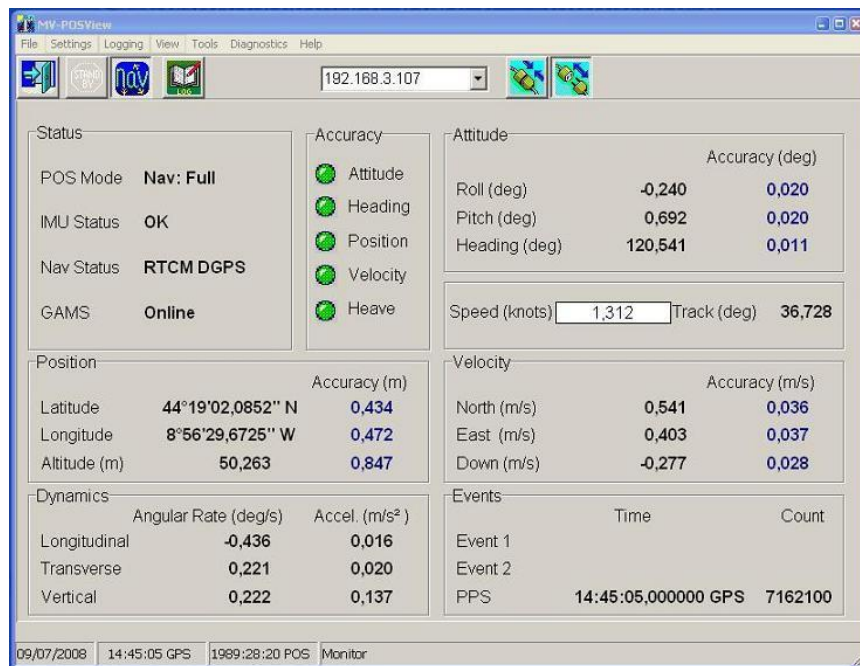 MV-POSView
File Settings Logging View Tools Diagnostics Help
STAND BY nav LOG 192.168.3.107
Status
POS Mode Nav: Full
IMU Status OK
Nav Status RTCM DGPS
GAMS Online
Accuracy
Attitude
Heading
Position
Velocity
Heave
Attitude
Accuracy (deg)
Roll (deg) -0,240 0,020
Pitch (deg) 0,692 0,020
Heading (deg) 120,541 0,011
Speed (knots) 1,312 Track (deg) 36,728
Position
Accuracy (m)
Latitude 44°19'02,0852'' N 0,434
Longitude 8°56'29,6725'' W 0,472
Altitude (m) 50,263 0,847
Velocity
Accuracy (m/s)
North (m/s) 0,541 0,036
East (m/s) 0,403 0,037
Down (m/s) -0,277 0,028
Dynamics
Angular Rate (deg/s) Accel. (m/s²)
Longitudinal -0,436 0,016
Transverse 0,221 0,020
Vertical 0,222 0,137
Events
Time Count
Event 1
Event 2
PPS 14:45:05,000000 GPS 7162100
09/07/2008 14:45:05 GPS 1989:28:20 POS Monitor